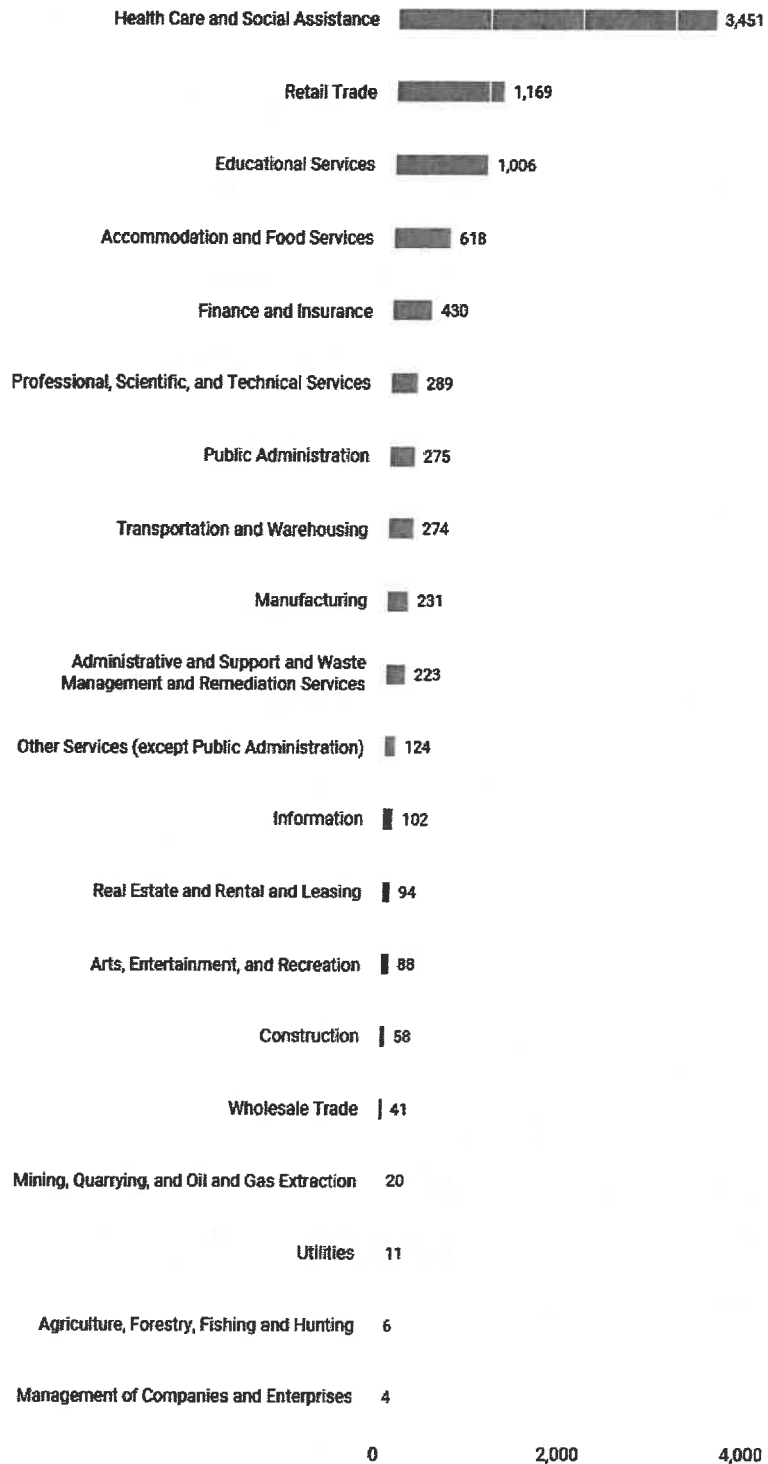 Health Care and Social Assistance 3,451
Retail Trade 1,169
Educational Services 1,006
Accommodation and Food Services 618
Finance and Insurance 430
Professional, Scientific, and Technical Services 289
Public Administration 275
Transportation and Warehousing 274
Manufacturing 231
Administrative and Support and Waste
Management and Remediation Services 223
Other Services (except Public Administration) 124
Information 102
Real Estate and Rental and Leasing 94
Arts, Entertainment, and Recreation 88
Construction 58
Wholesale Trade 41
Mining, Quarrying, and Oil and Gas Extraction 20
Utilities 11
Agriculture, Forestry, Fishing and Hunting 6
Management of Companies and Enterprises 4
0 2,000 4,000